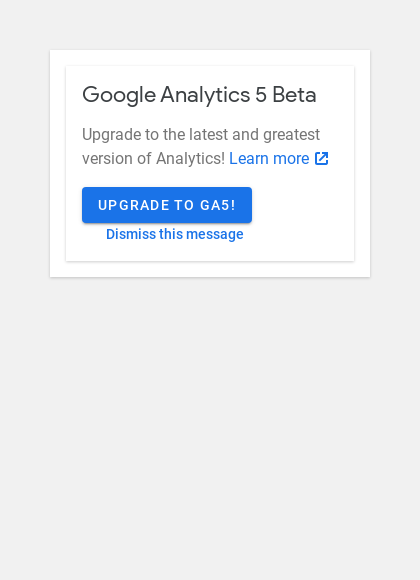 Google Analytics 5 Beta
Upgrade to the latest and greatest
version of Analytics! Learn more
UPGRADE TO GA5!
Dismiss this message